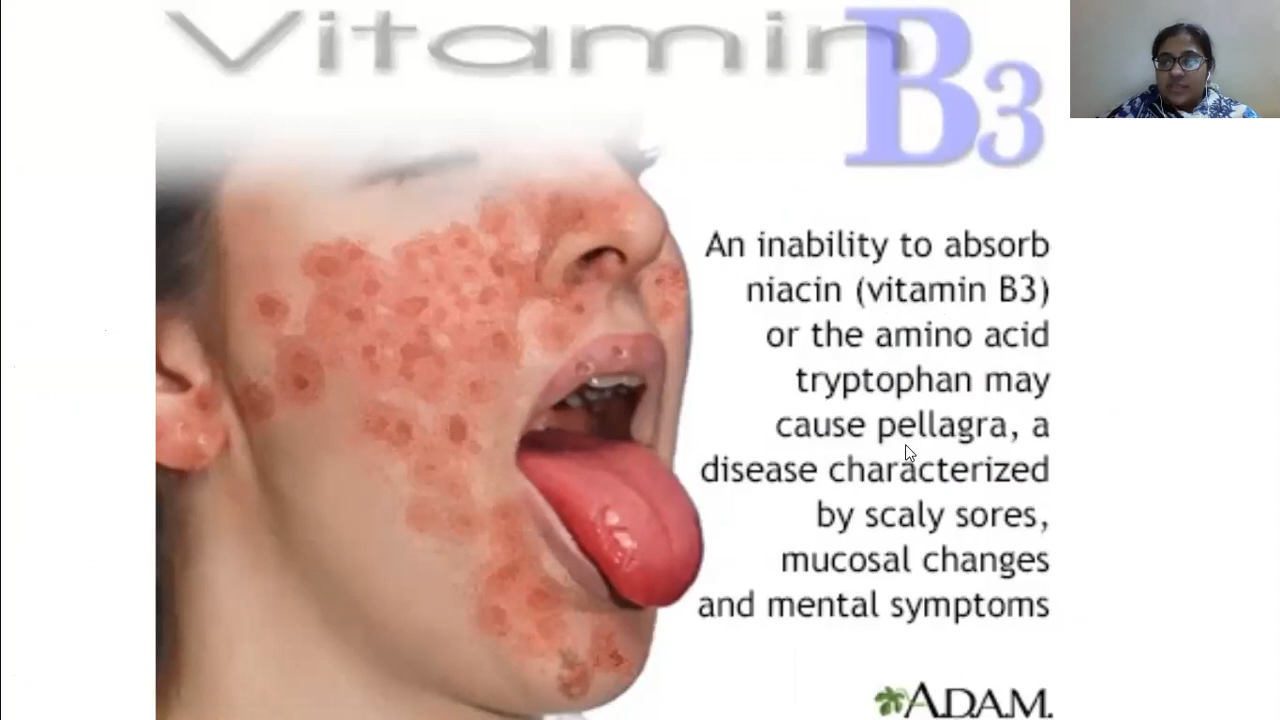 Vitamin B3
An inability to absorb
niacin (vitamin B3)
or the amino acid
tryptophan may
cause pellagra, a
disease characterized
by scaly sores,
mucosal changes
and mental symptoms
A.D.A.M.